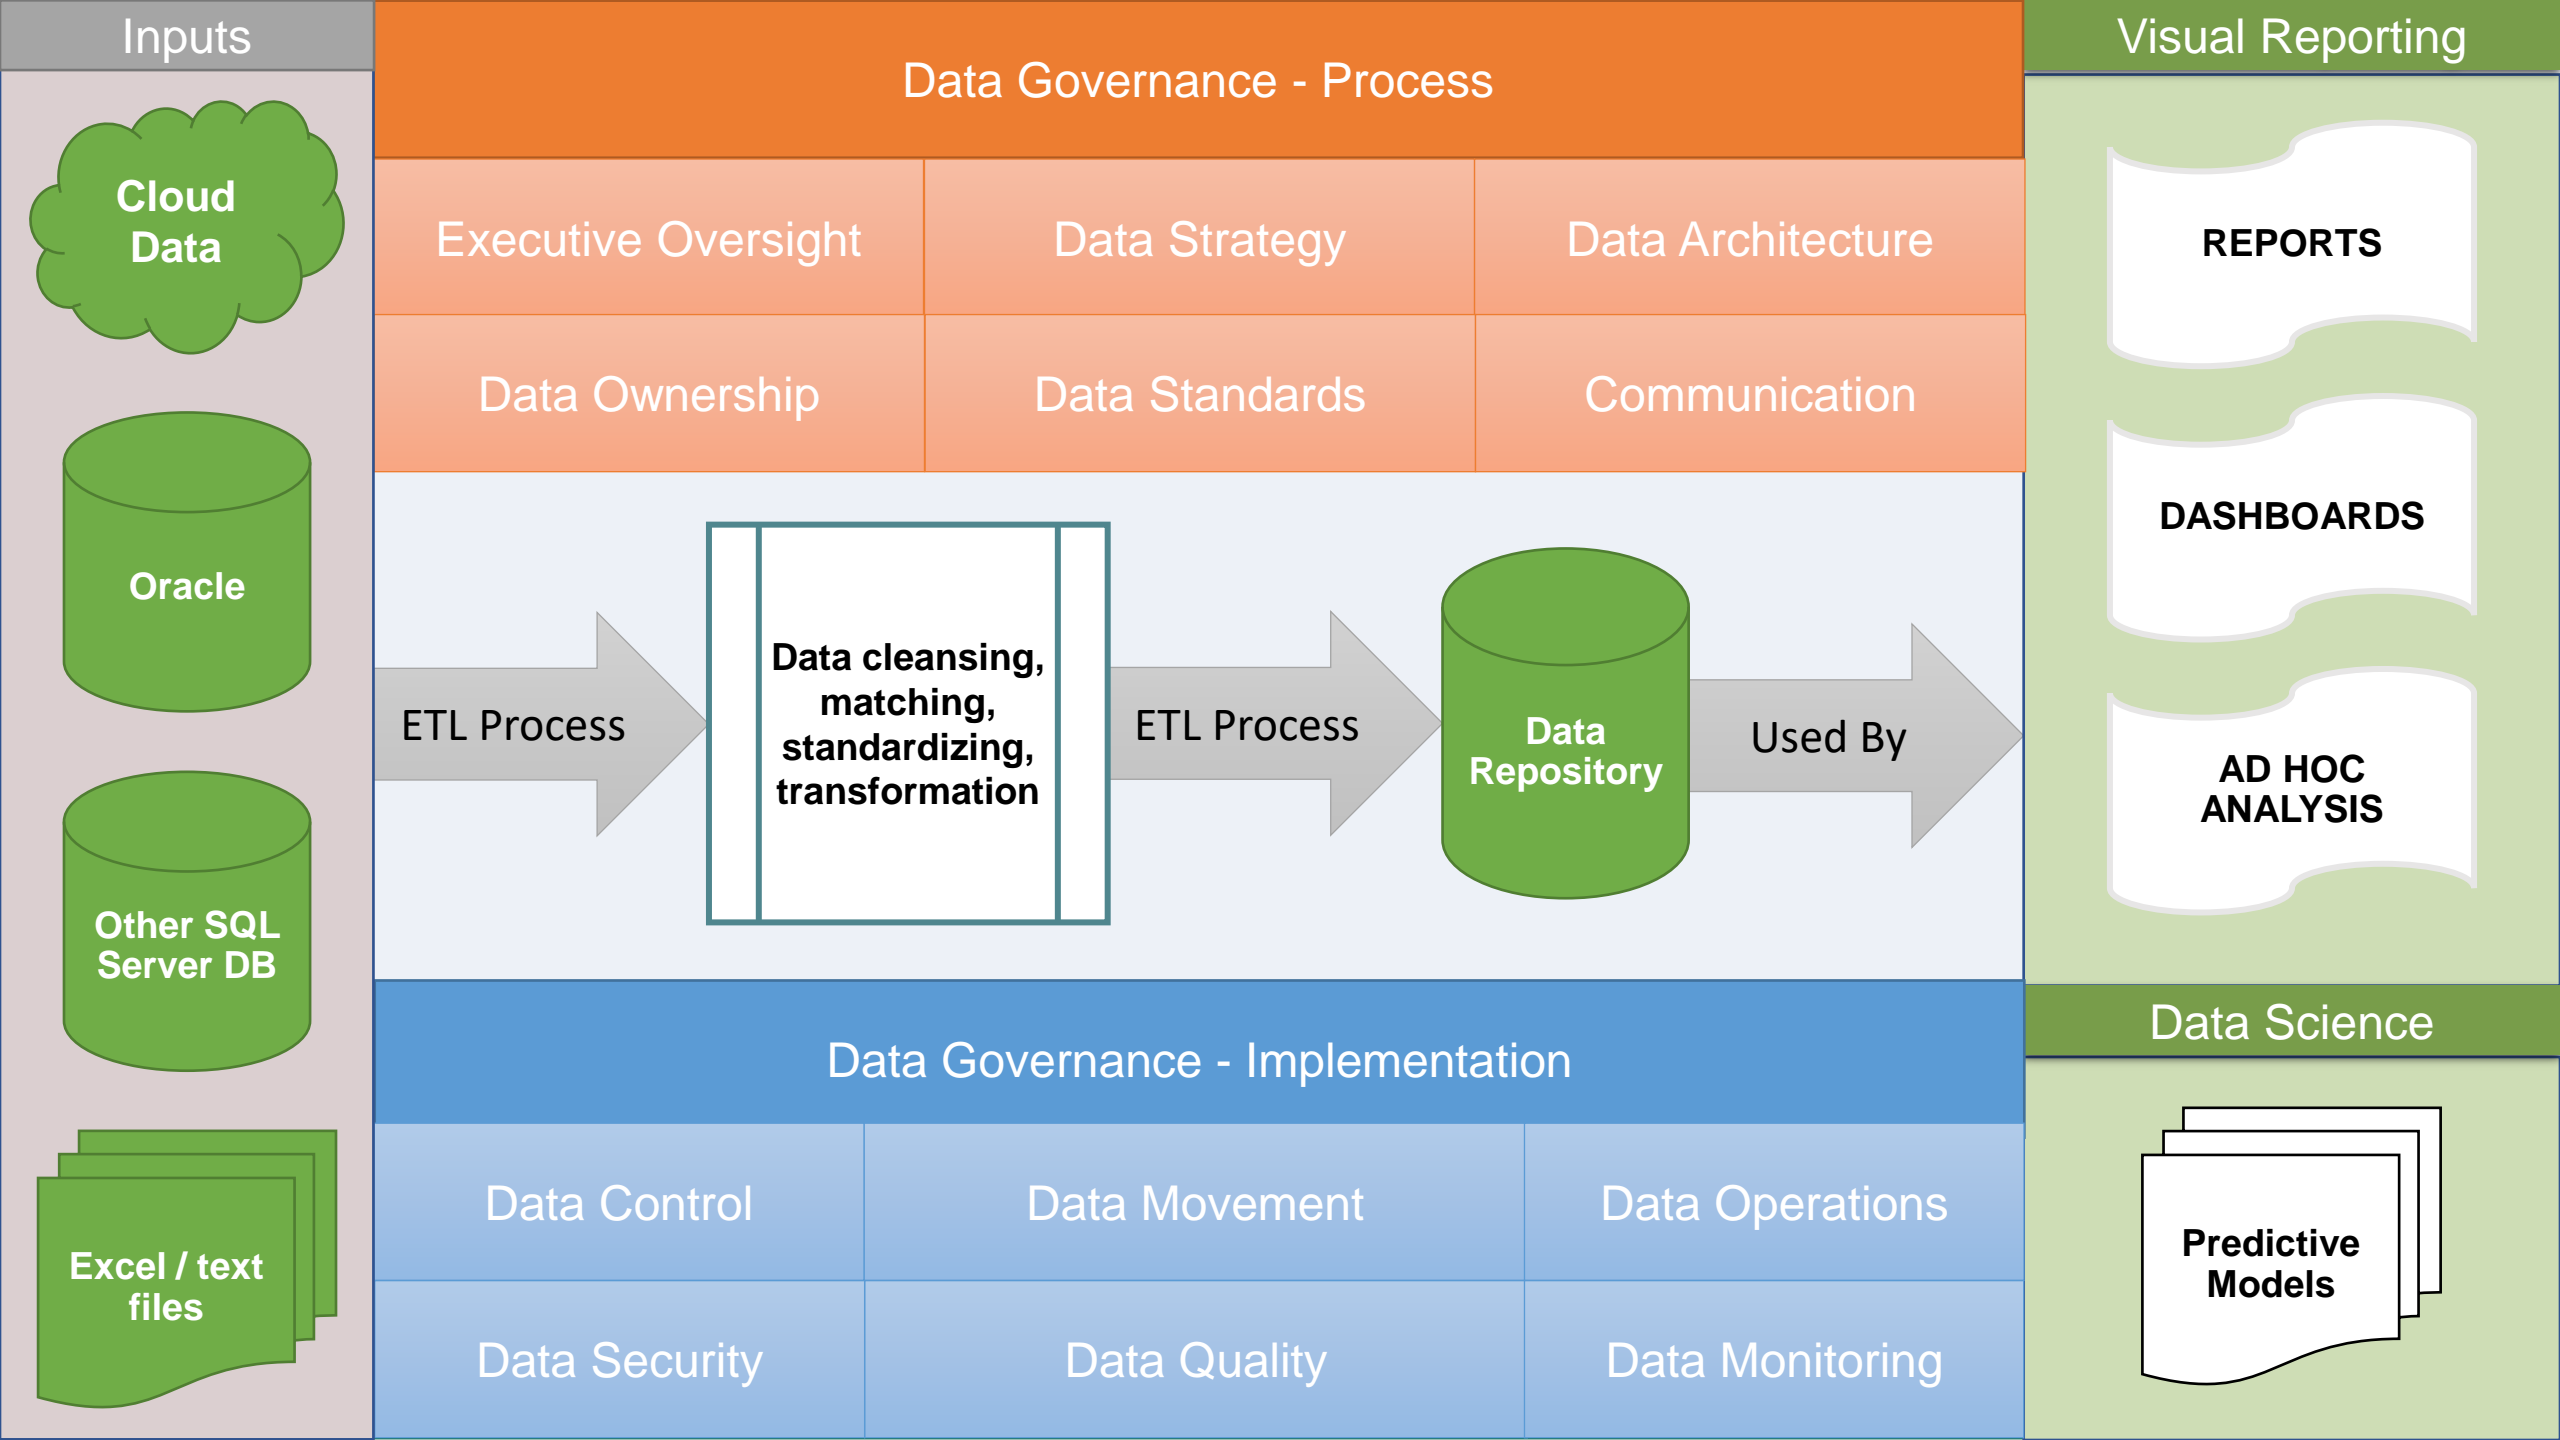 Inputs
Cloud
Data
Oracle
Other SQL
Server DB
Excel / text
files
Data Governance - Process
Executive Oversight
Data Strategy
Data Architecture
Data Ownership
Data Standards
Communication
ETL Process
Data cleansing,
matching,
standardizing,
transformation
ETL Process
Data
Repository
Used By
Data Governance - Implementation
Data Control
Data Movement
Data Operations
Data Security
Data Quality
Data Monitoring
Visual Reporting
REPORTS
DASHBOARDS
AD HOC
ANALYSIS
Data Science
Predictive
Models